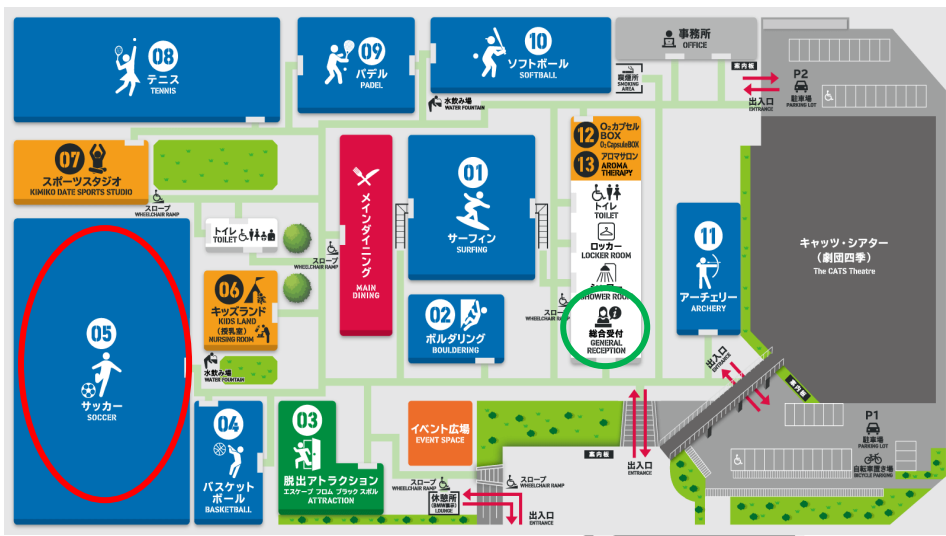 08
テニス
TENNIS
09
パデル
PADEL
10
ソフトボール
SOFTBALL
事務所
OFFICE
喫煙所
SMOKING
AREA
案内板
出入口
ENTRANCE
P2
駐車場
PARKING LOT
水飲み場
WATER FOUNTAIN
07
スポーツスタジオ
KIMIKO DATE SPORTS STUDIO
スロープ
WHEELCHAIR RAMP
トイレ
TOILET
スロープ
WHEELCHAIR RAMP
メインダイニング
MAIN
DINING
01
サーフィン
SURFING
12
O₂カプセル
BOX
O₂ CapsuleBOX
13
アロマサロン
AROMA
THERAPY
トイレ
TOILET
ロッカー
LOCKER ROOM
SHOWER ROOM
スロープ
WHEELCHAIR RAMP
総合受付
GENERAL
RECEPTION
11
アーチェリー
ARCHERY
キャッツ・シアター
(劇団四季)
The CATS Theatre
05
サッカー
SOCCER
06
キッズランド
KIDS LAND
(授乳室)
NURSING ROOM
水飲み場
WATER FOUNTAIN
02
ボルダリング
BOULDERING
04
バスケット
ボール
BASKETBALL
03
脱出アトラクション
エスケープ フロム ブラックスボル
ATTRACTION
イベント広場
EVENT SPACE
スロープ
WHEELCHAIR RAMP
休憩所
(BMW展示)
LOUNGE
スロープ
WHEELCHAIR RAMP
出入口
ENTRANCE
案内板
出入口
ENTRANCE
出入口
ENTRANCE
案内板
P1
駐車場
PARKING LOT
自転車置き場
BICYCLE PARKING